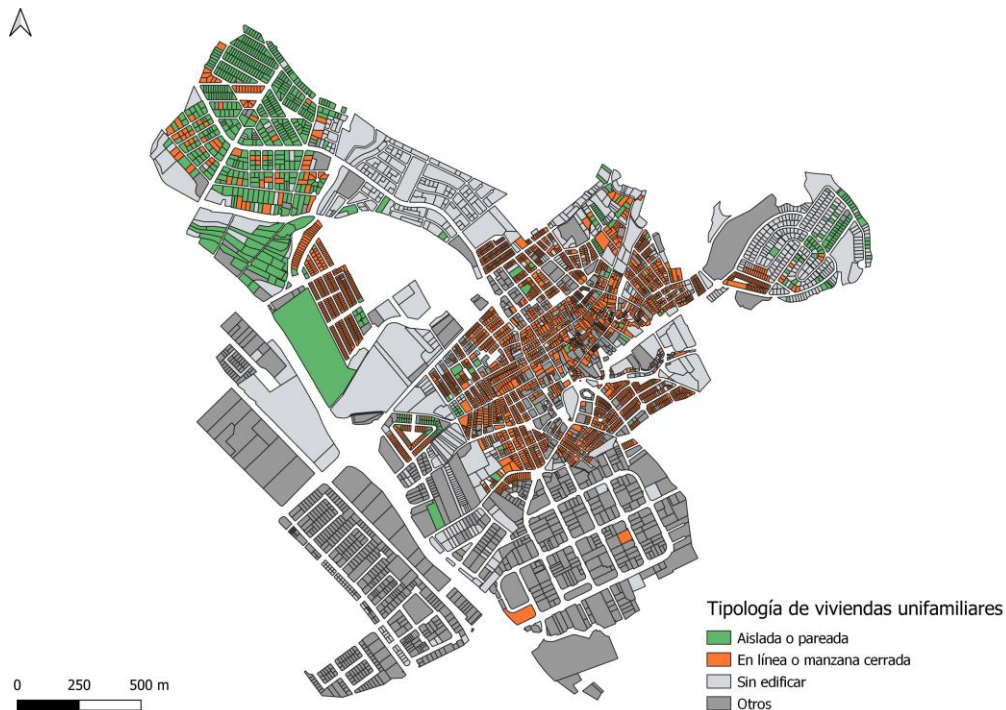 Tipología de viviendas unifamiliares
Aislada o pareada
En línea o manzana cerrada
Sin edificar
Otros
0 250 500 m